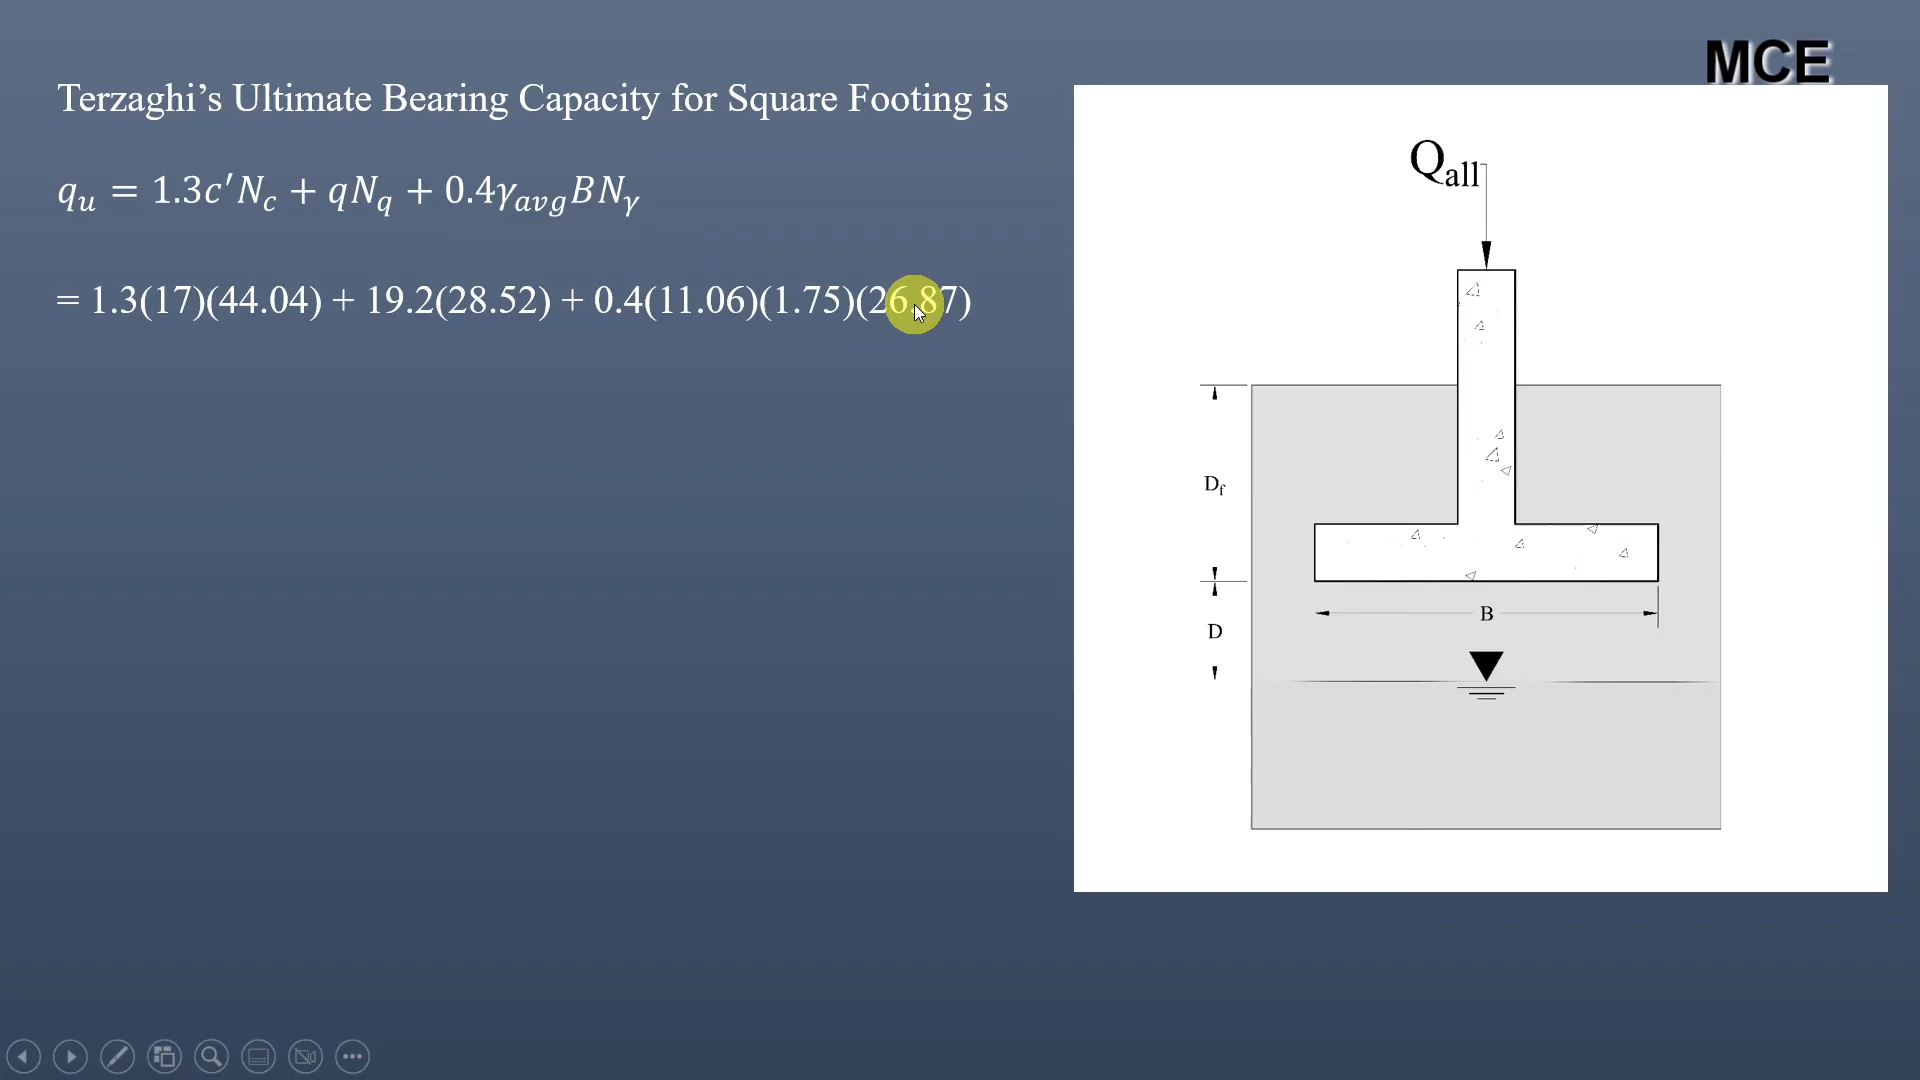 MCE
Terzaghi’s Ultimate Bearing Capacity for Square Footing is
q_u = 1.3c′N_c + qN_q + 0.4γ_avg BN_γ
= 1.3(17)(44.04) + 19.2(28.52) + 0.4(11.06)(1.75)(26.87)
Q_all
D_f
B
D